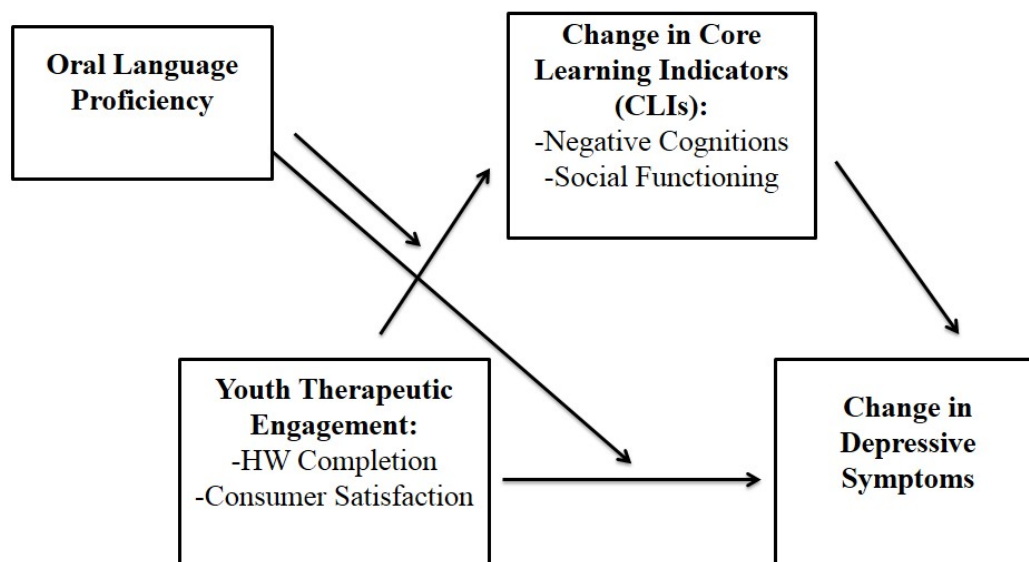 Oral Language
Proficiency
Change in Core
Learning Indicators
(CLIs):
-Negative Cognitions
-Social Functioning
Youth Therapeutic
Engagement:
-HW Completion
-Consumer Satisfaction
Change in
Depressive
Symptoms